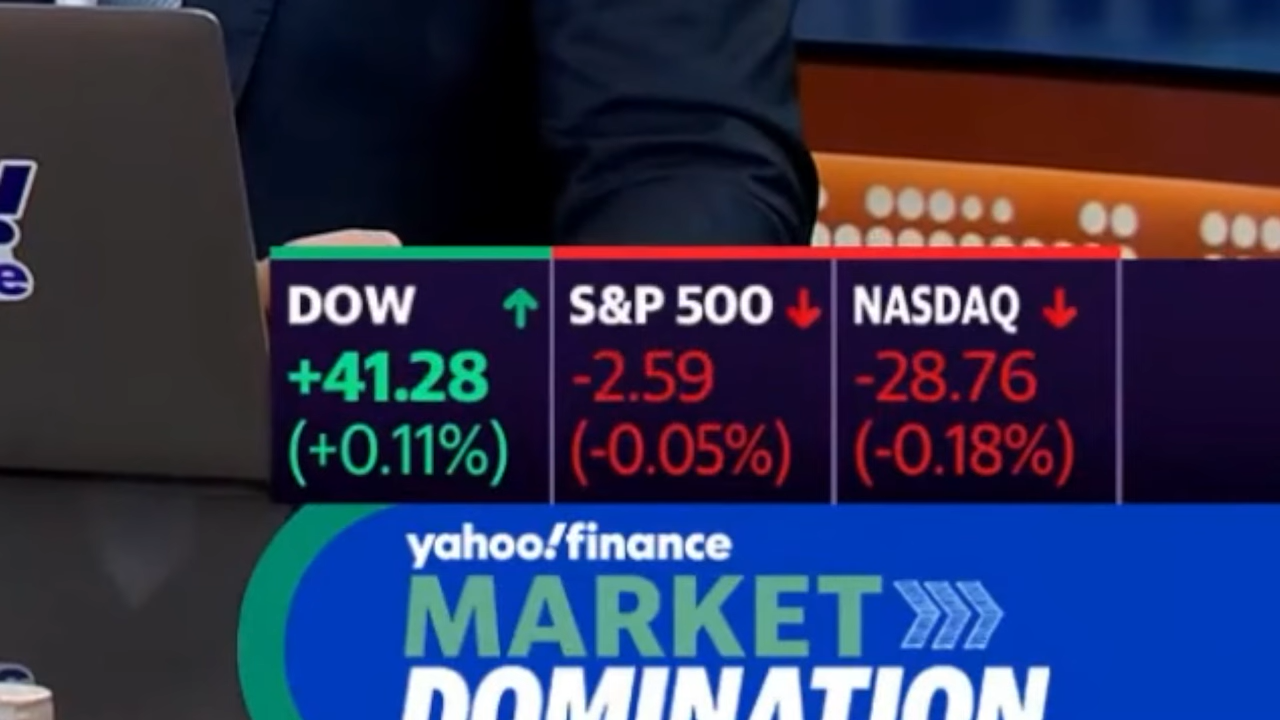 !
e
DOW ↑
+41.28
(+0.11%)
S&P 500 ↓
-2.59
(-0.05%)
NASDAQ ↓
-28.76
(-0.18%)
yahoo!finance
MARKET
DOMINATION